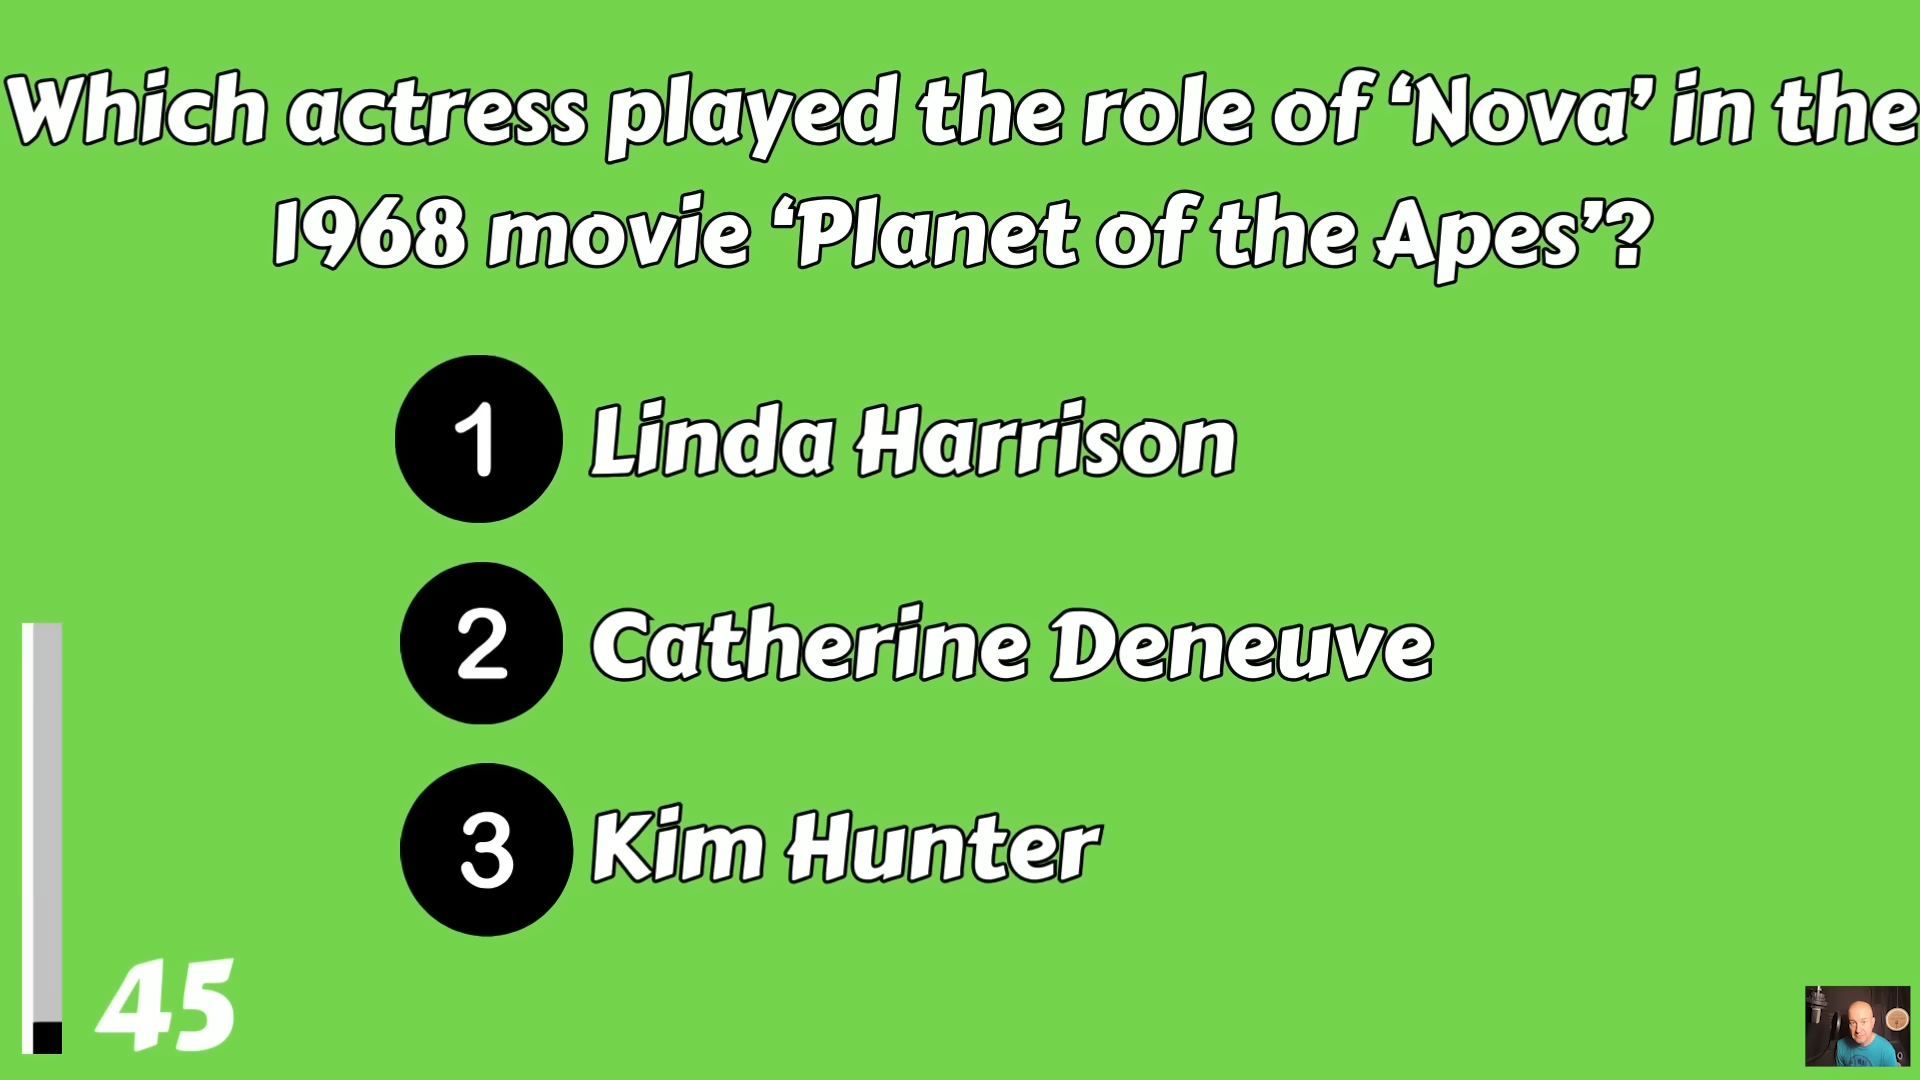 Which actress played the role of ‘Nova’ in the
1968 movie ‘Planet of the Apes’?
1 Linda Harrison
2 Catherine Deneuve
3 Kim Hunter
45